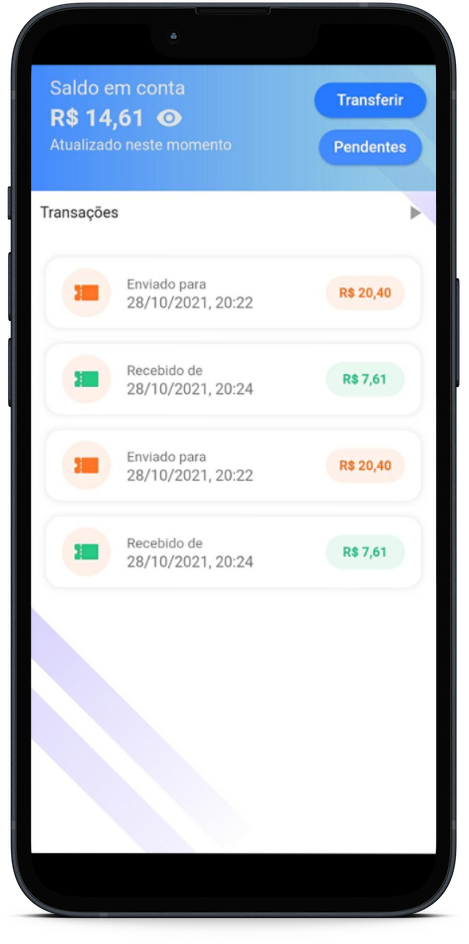 Saldo em conta
R$ 14,61
Atualizado neste momento
Transferir
Pendentes
Transações
Enviado para
28/10/2021, 20:22
R$ 20,40
Recebido de
28/10/2021, 20:24
R$ 7,61
Enviado para
28/10/2021, 20:22
R$ 20,40
Recebido de
28/10/2021, 20:24
R$ 7,61